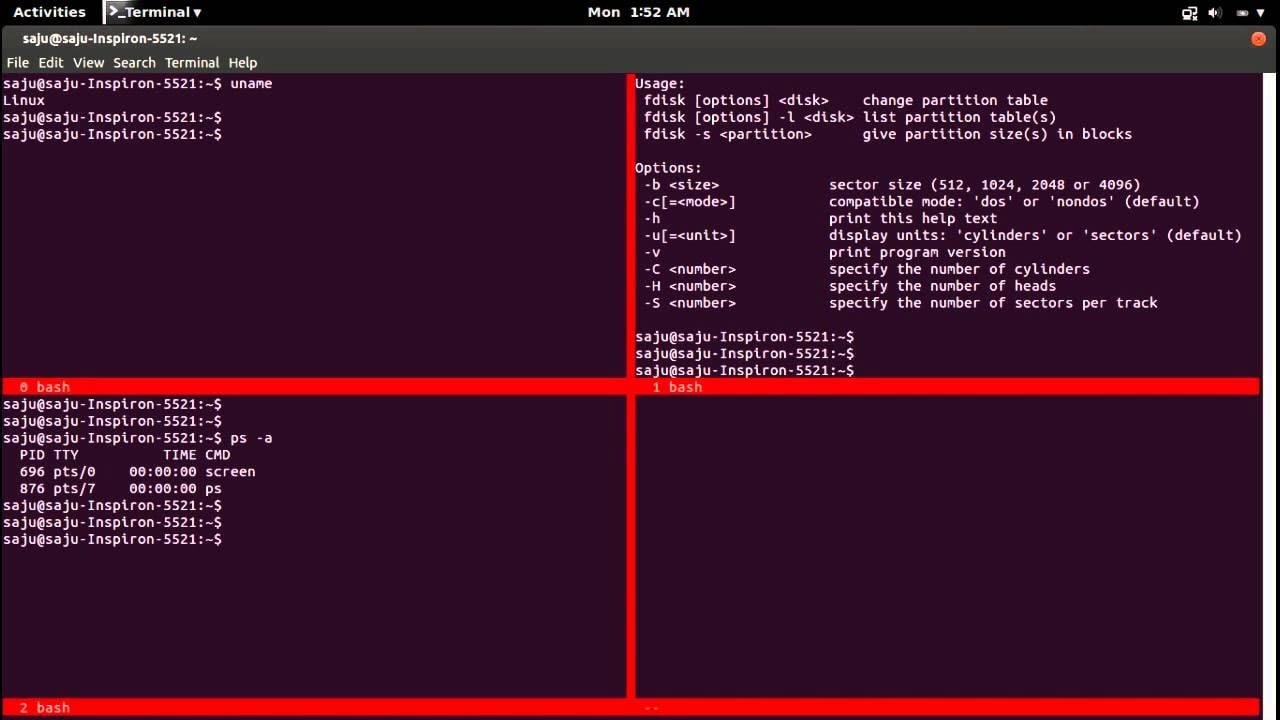 Activities Terminal Mon 1:52 AM
saju@saju-Inspiron-5521: ~
File Edit View Search Terminal Help
saju@saju-Inspiron-5521:~$ uname
Linux
saju@saju-Inspiron-5521:~$
saju@saju-Inspiron-5521:~$
0 bash
Usage:
fdisk [options] <disk>    change partition table
fdisk [options] -l <disk> list partition table(s)
fdisk -s <partition>      give partition size(s) in blocks
Options:
-b <size>             sector size (512, 1024, 2048 or 4096)
-c[=<mode>]           compatible mode: 'dos' or 'nondos' (default)
-h                    print this help text
-u[=<unit>]           display units: 'cylinders' or 'sectors' (default)
-v                    print program version
-C <number>           specify the number of cylinders
-H <number>           specify the number of heads
-S <number>           specify the number of sectors per track
saju@saju-Inspiron-5521:~$
saju@saju-Inspiron-5521:~$
saju@saju-Inspiron-5521:~$
1 bash
saju@saju-Inspiron-5521:~$
saju@saju-Inspiron-5521:~$
saju@saju-Inspiron-5521:~$ ps -a
PID TTY          TIME CMD
696 pts/0    00:00:00 screen
876 pts/7    00:00:00 ps
saju@saju-Inspiron-5521:~$
saju@saju-Inspiron-5521:~$
saju@saju-Inspiron-5521:~$
2 bash
--